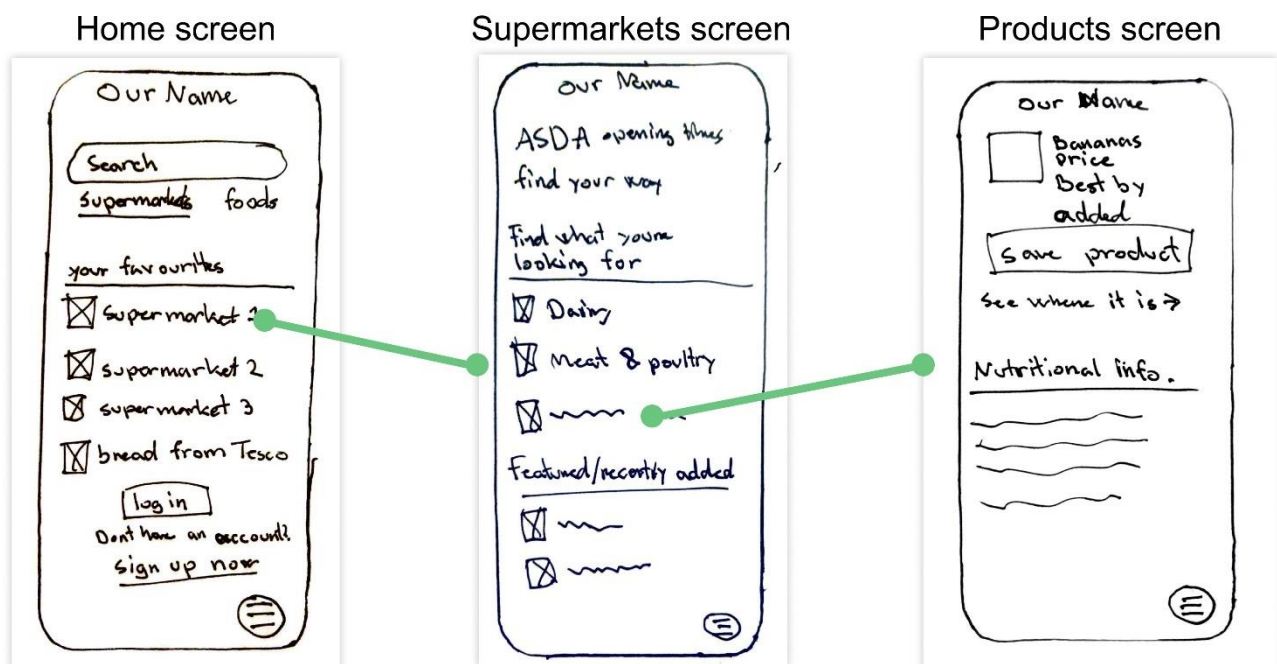 Home screen
Our Name
Search
supermarkets foods
your favourites
supermarket
supermarket 2
supermarket 3
bread from Tesco
log in
Dont have an account?
sign up now
Supermarkets screen
Our Name
ASDA opening times
find your way
Find what youre
looking for
Dairy
Meat & poultry
Featured/recently added
Products screen
Our Name
Bananas
price
Best by
added
save product
See where it is →
Nutritional info.